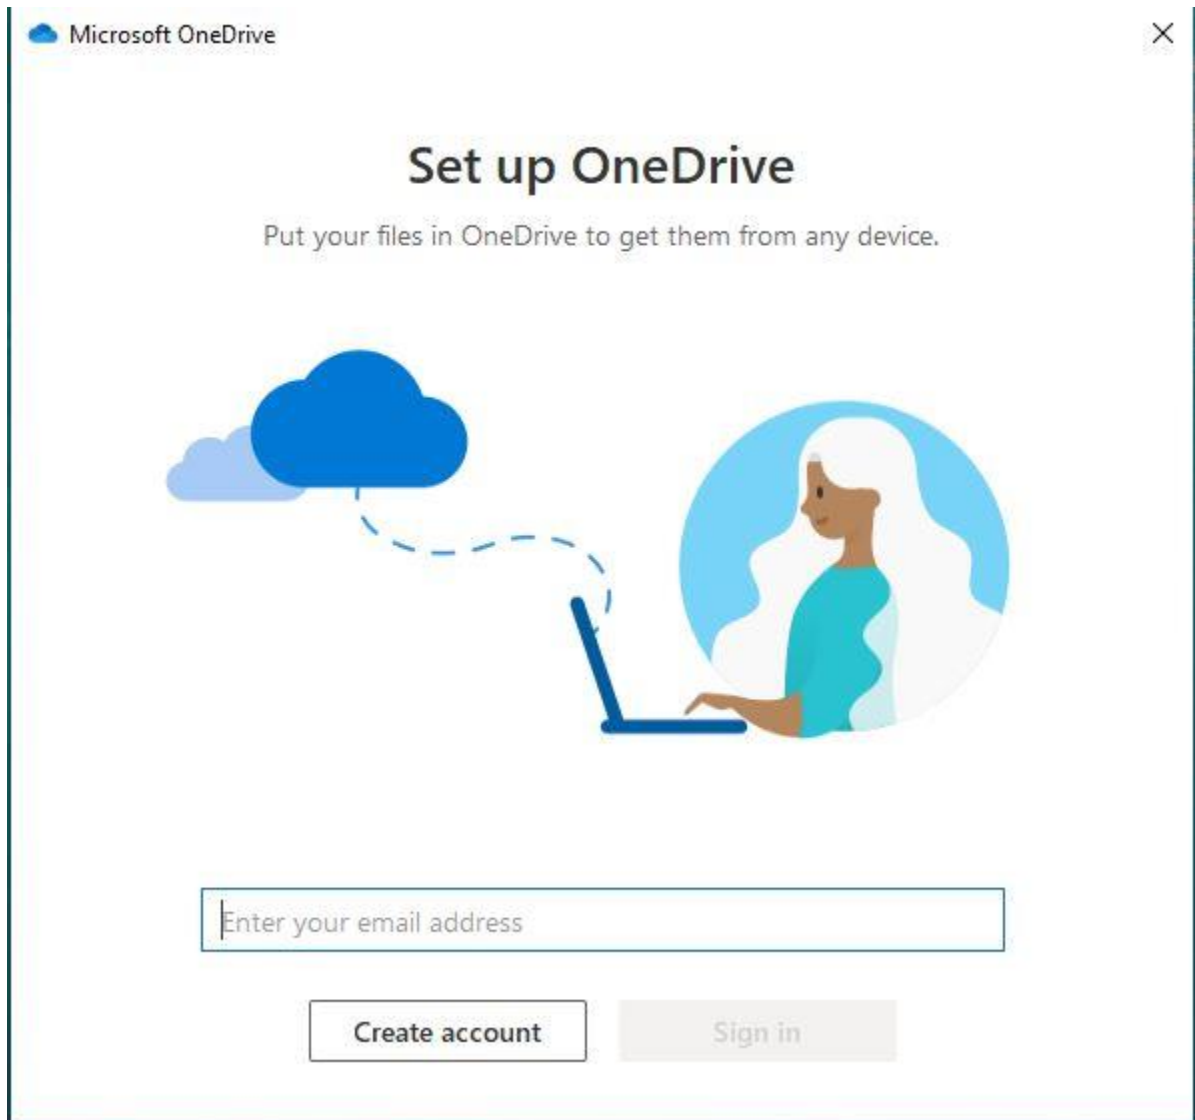 Microsoft OneDrive
Set up OneDrive
Put your files in OneDrive to get them from any device.
Enter your email address
Create account
Sign in